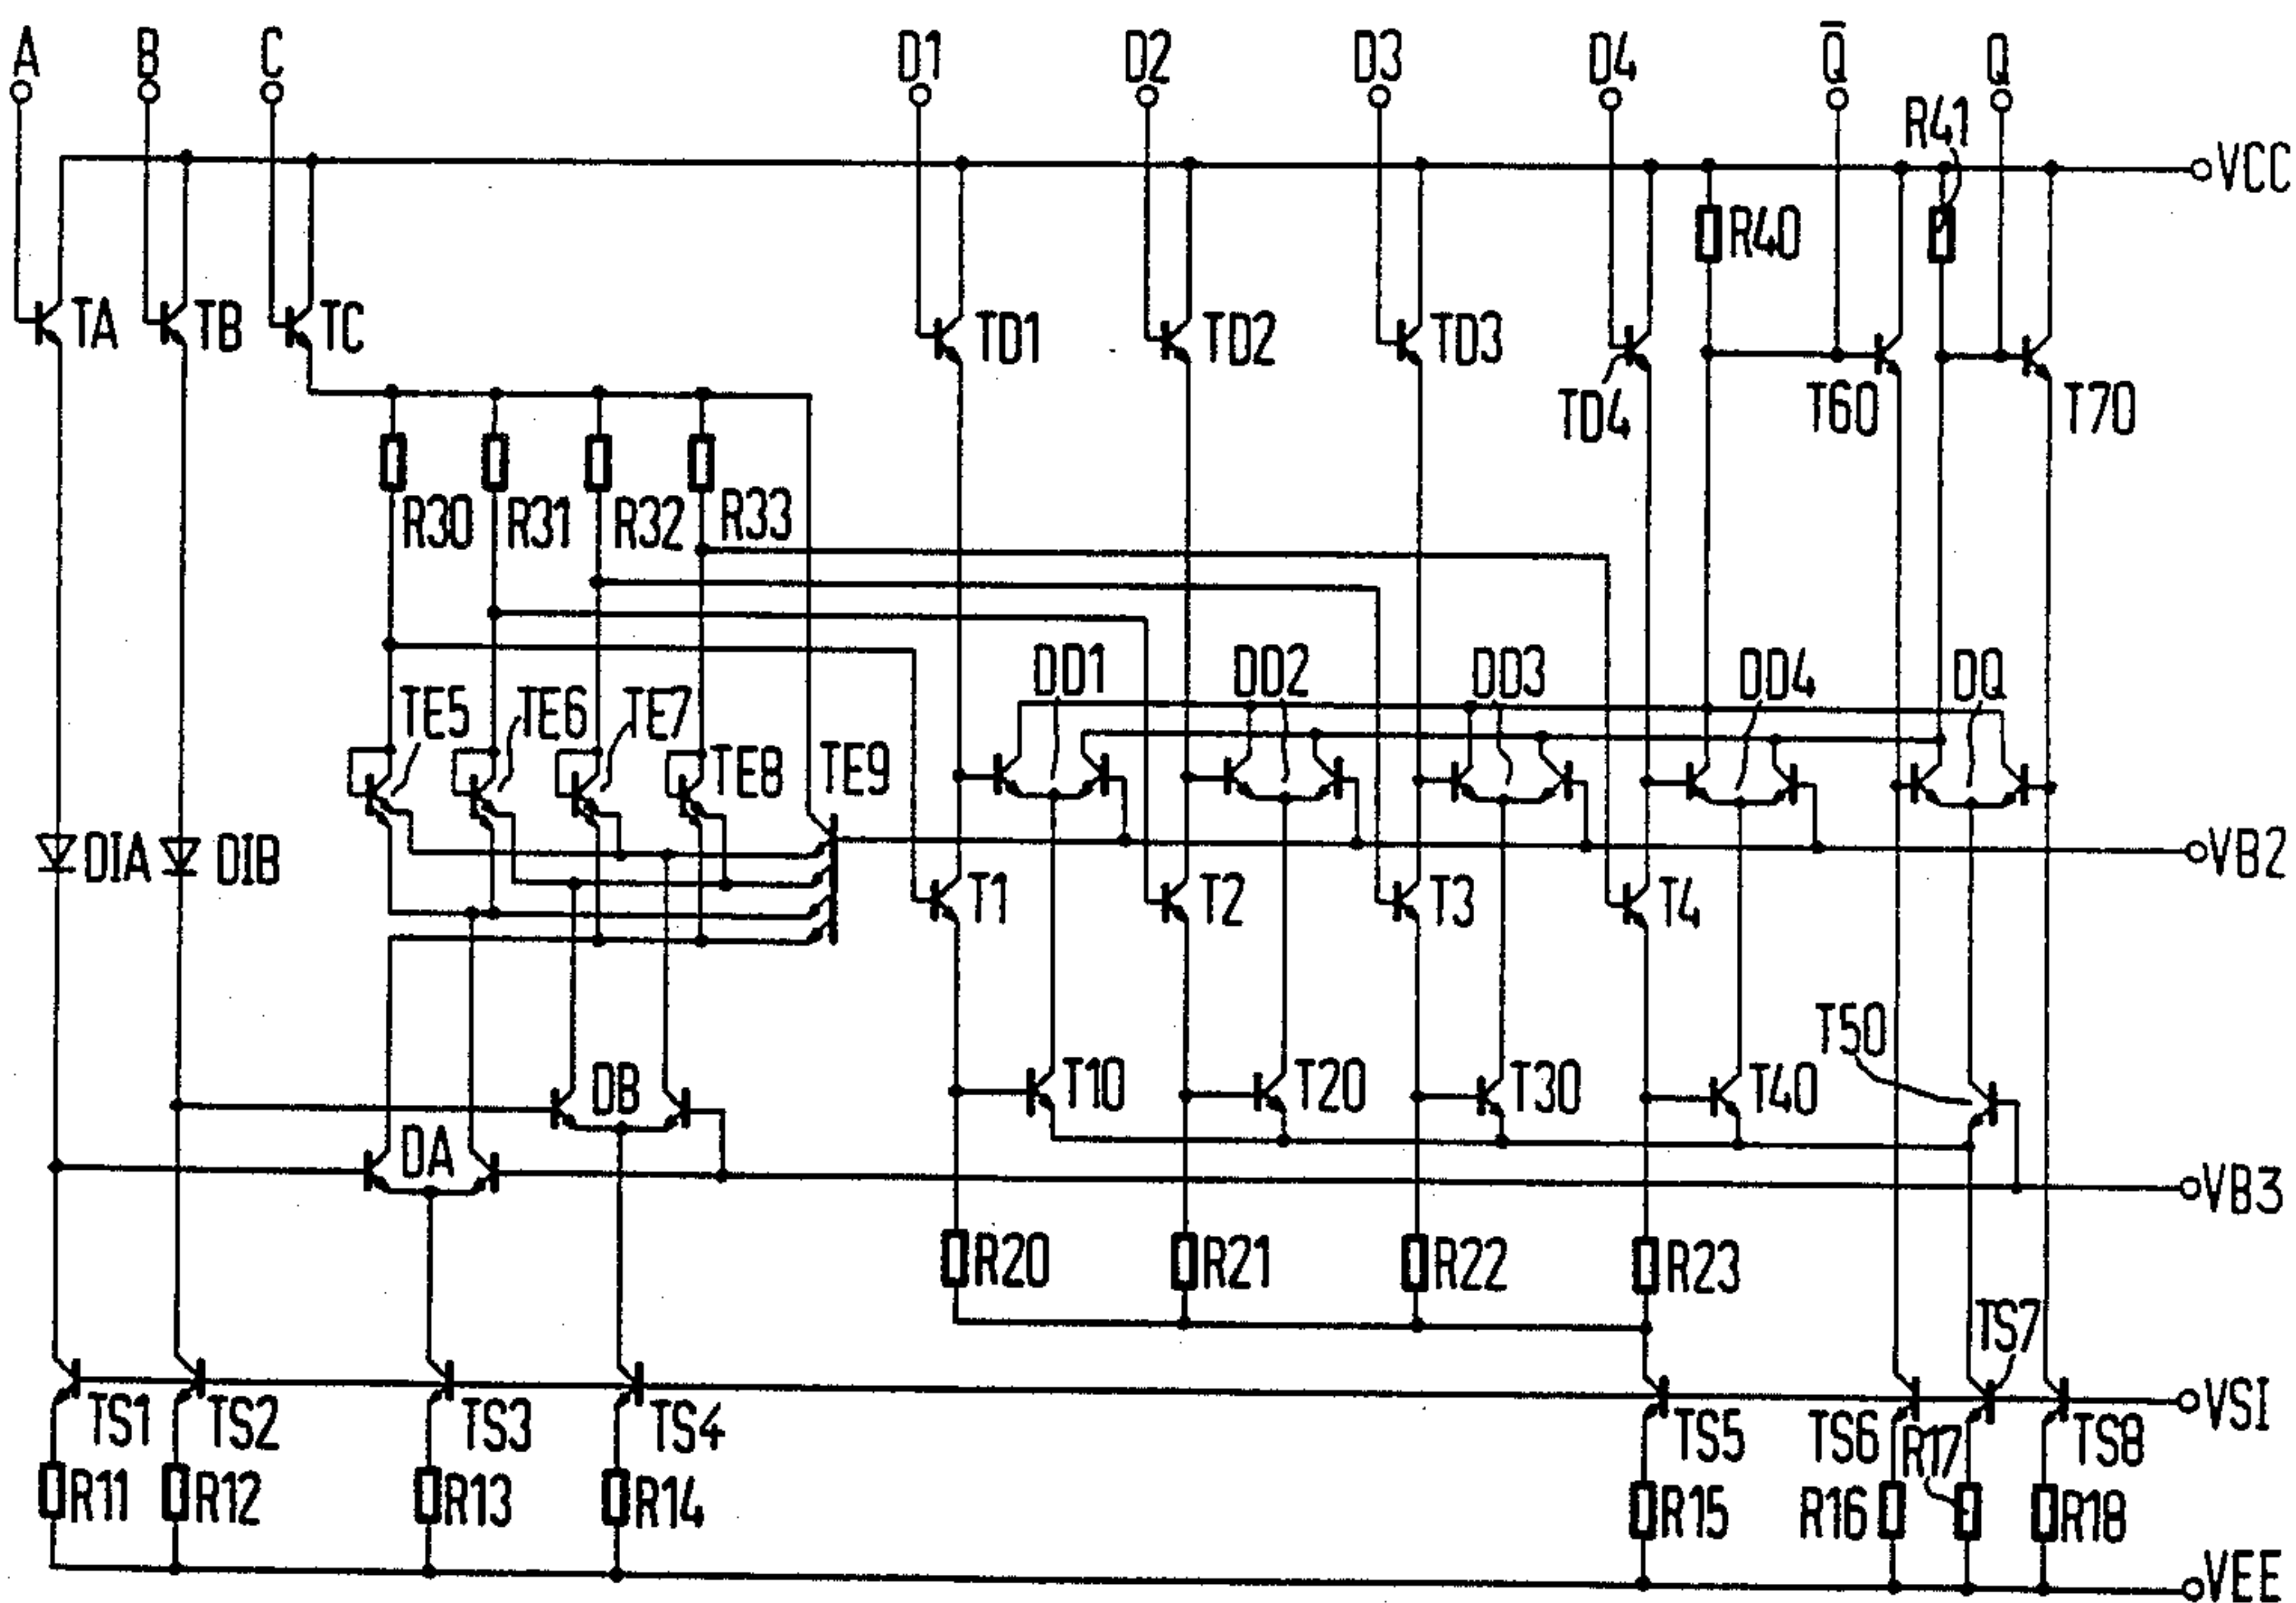 A B C D1 D2 D3 D4 Q̅ Q
R41
VCC
R40
TA TB TC TD1 TD2 TD3 TD4 T60 T70
R30 R31 R32 R33
DD1 DD2 DD3 DD4 DQ
TE5 TE6 TE7 TE8 TE9
DIA DIB VB2
T1 T2 T3 T4
T50
DB T10 T20 T30 T40
DA
VB3
R20 R21 R22 R23
TS7
TS1 TS2 TS3 TS4 TS5 TS6 TS8 VSI
R17
R11 R12 R13 R14 R15 R16 R18
VEE